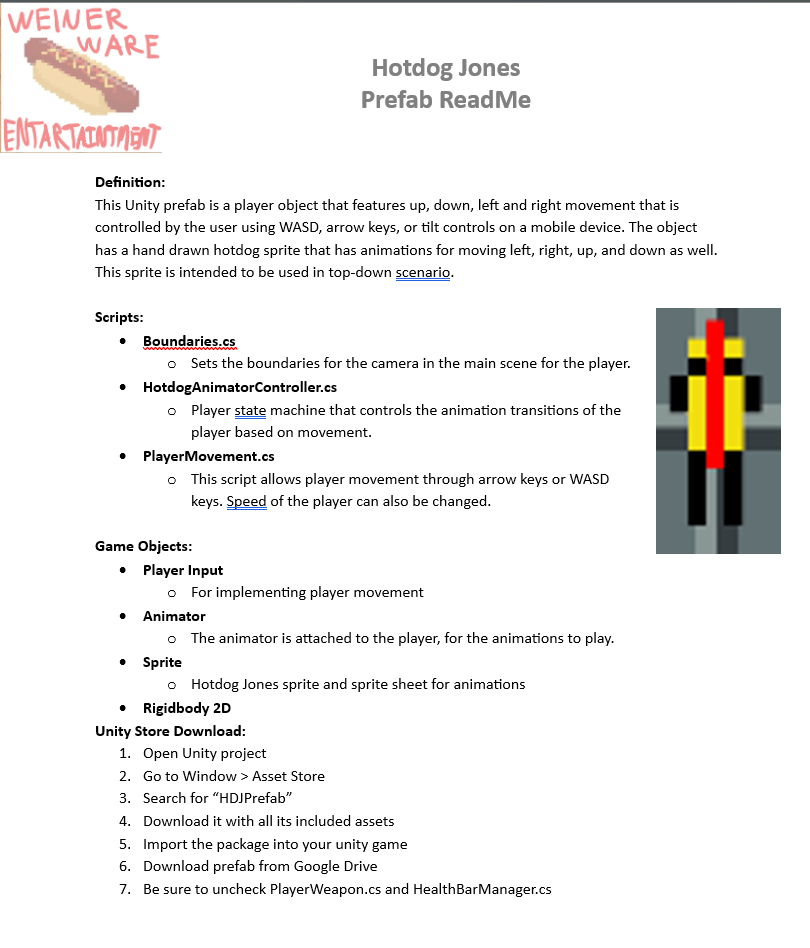 WEINER
WARE
ENTARTAINTMENT
Hotdog Jones
Prefab ReadMe
Definition:
This Unity prefab is a player object that features up, down, left and right movement that is
controlled by the user using WASD, arrow keys, or tilt controls on a mobile device. The object
has a hand drawn hotdog sprite that has animations for moving left, right, up, and down as well.
This sprite is intended to be used in top-down scenario.
Scripts:
• Boundaries.cs
o Sets the boundaries for the camera in the main scene for the player.
• HotdogAnimatorController.cs
o Player state machine that controls the animation transitions of the
player based on movement.
• PlayerMovement.cs
o This script allows player movement through arrow keys or WASD
keys. Speed of the player can also be changed.
Game Objects:
• Player Input
o For implementing player movement
• Animator
o The animator is attached to the player, for the animations to play.
• Sprite
o Hotdog Jones sprite and sprite sheet for animations
• Rigidbody 2D
Unity Store Download:
1. Open Unity project
2. Go to Window > Asset Store
3. Search for “HDJPrefab”
4. Download it with all its included assets
5. Import the package into your unity game
6. Download prefab from Google Drive
7. Be sure to uncheck PlayerWeapon.cs and HealthBarManager.cs